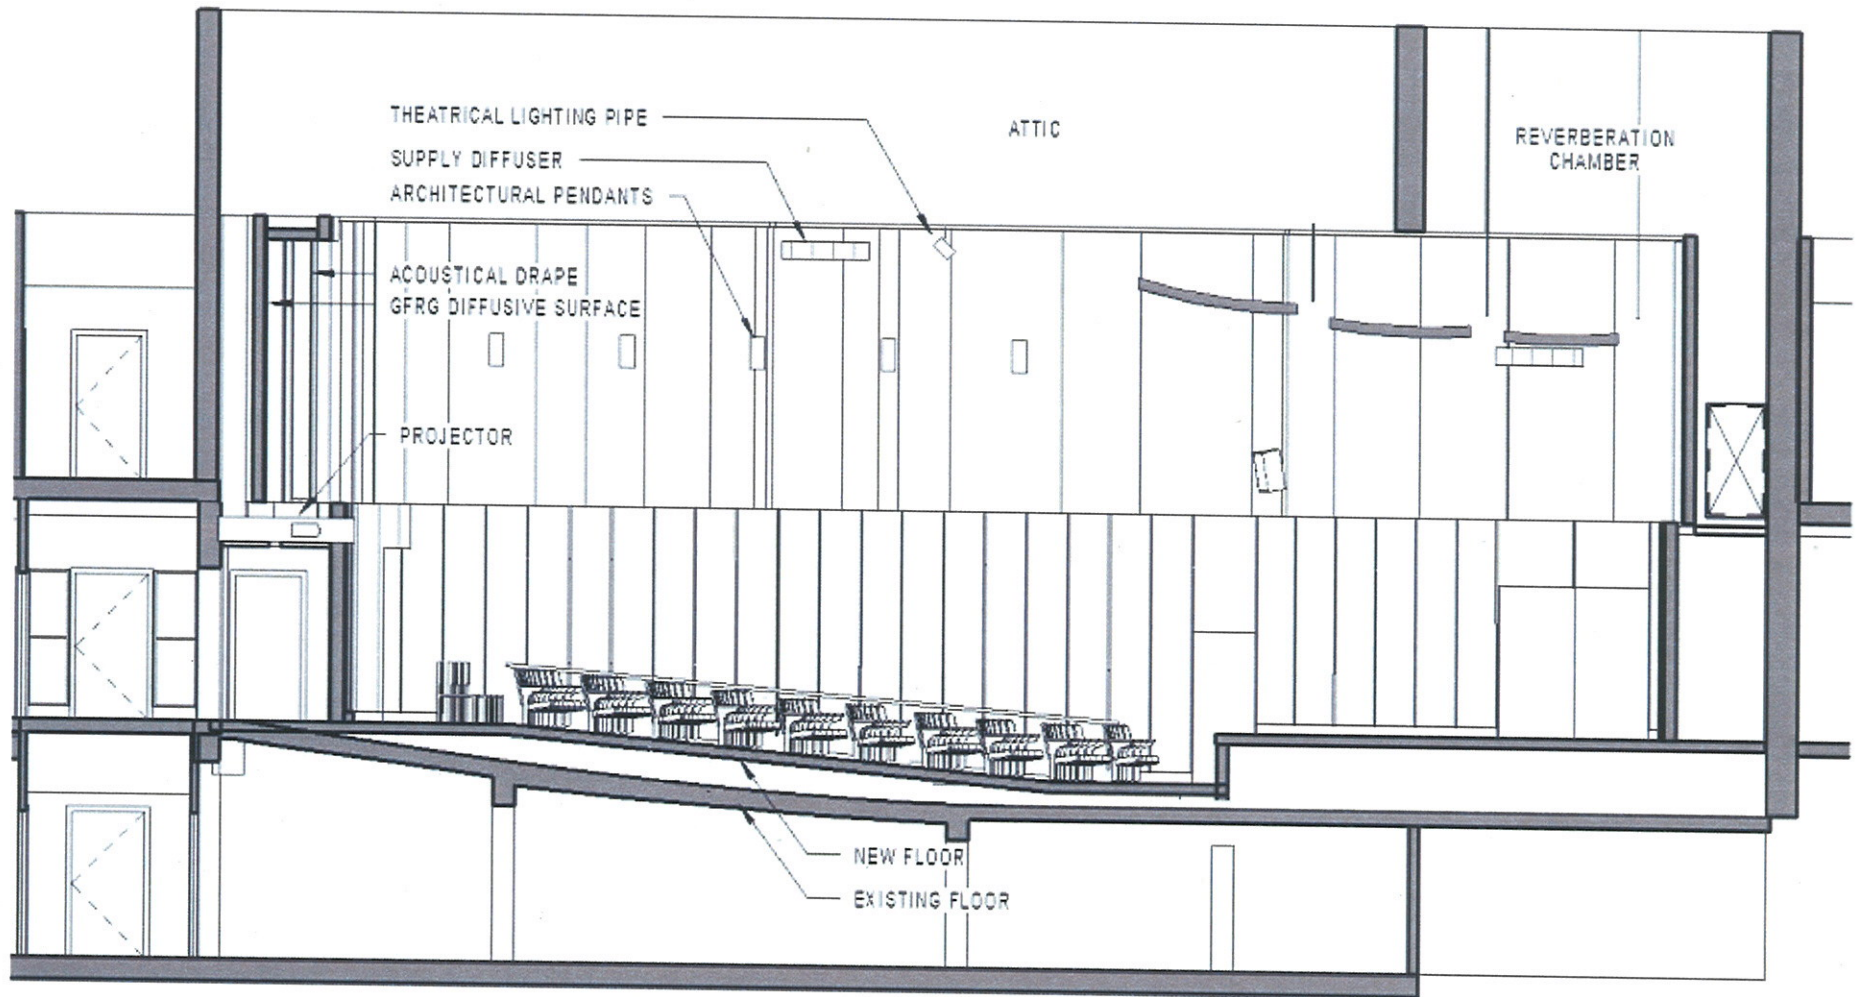 THEATRICAL LIGHTING PIPE
SUPPLY DIFFUSER
ARCHITECTURAL PENDANTS
ATTIC
REVERBERATION
CHAMBER
ACOUSTICAL DRAPE
GFRG DIFFUSIVE SURFACE
PROJECTOR
NEW FLOOR
EXISTING FLOOR